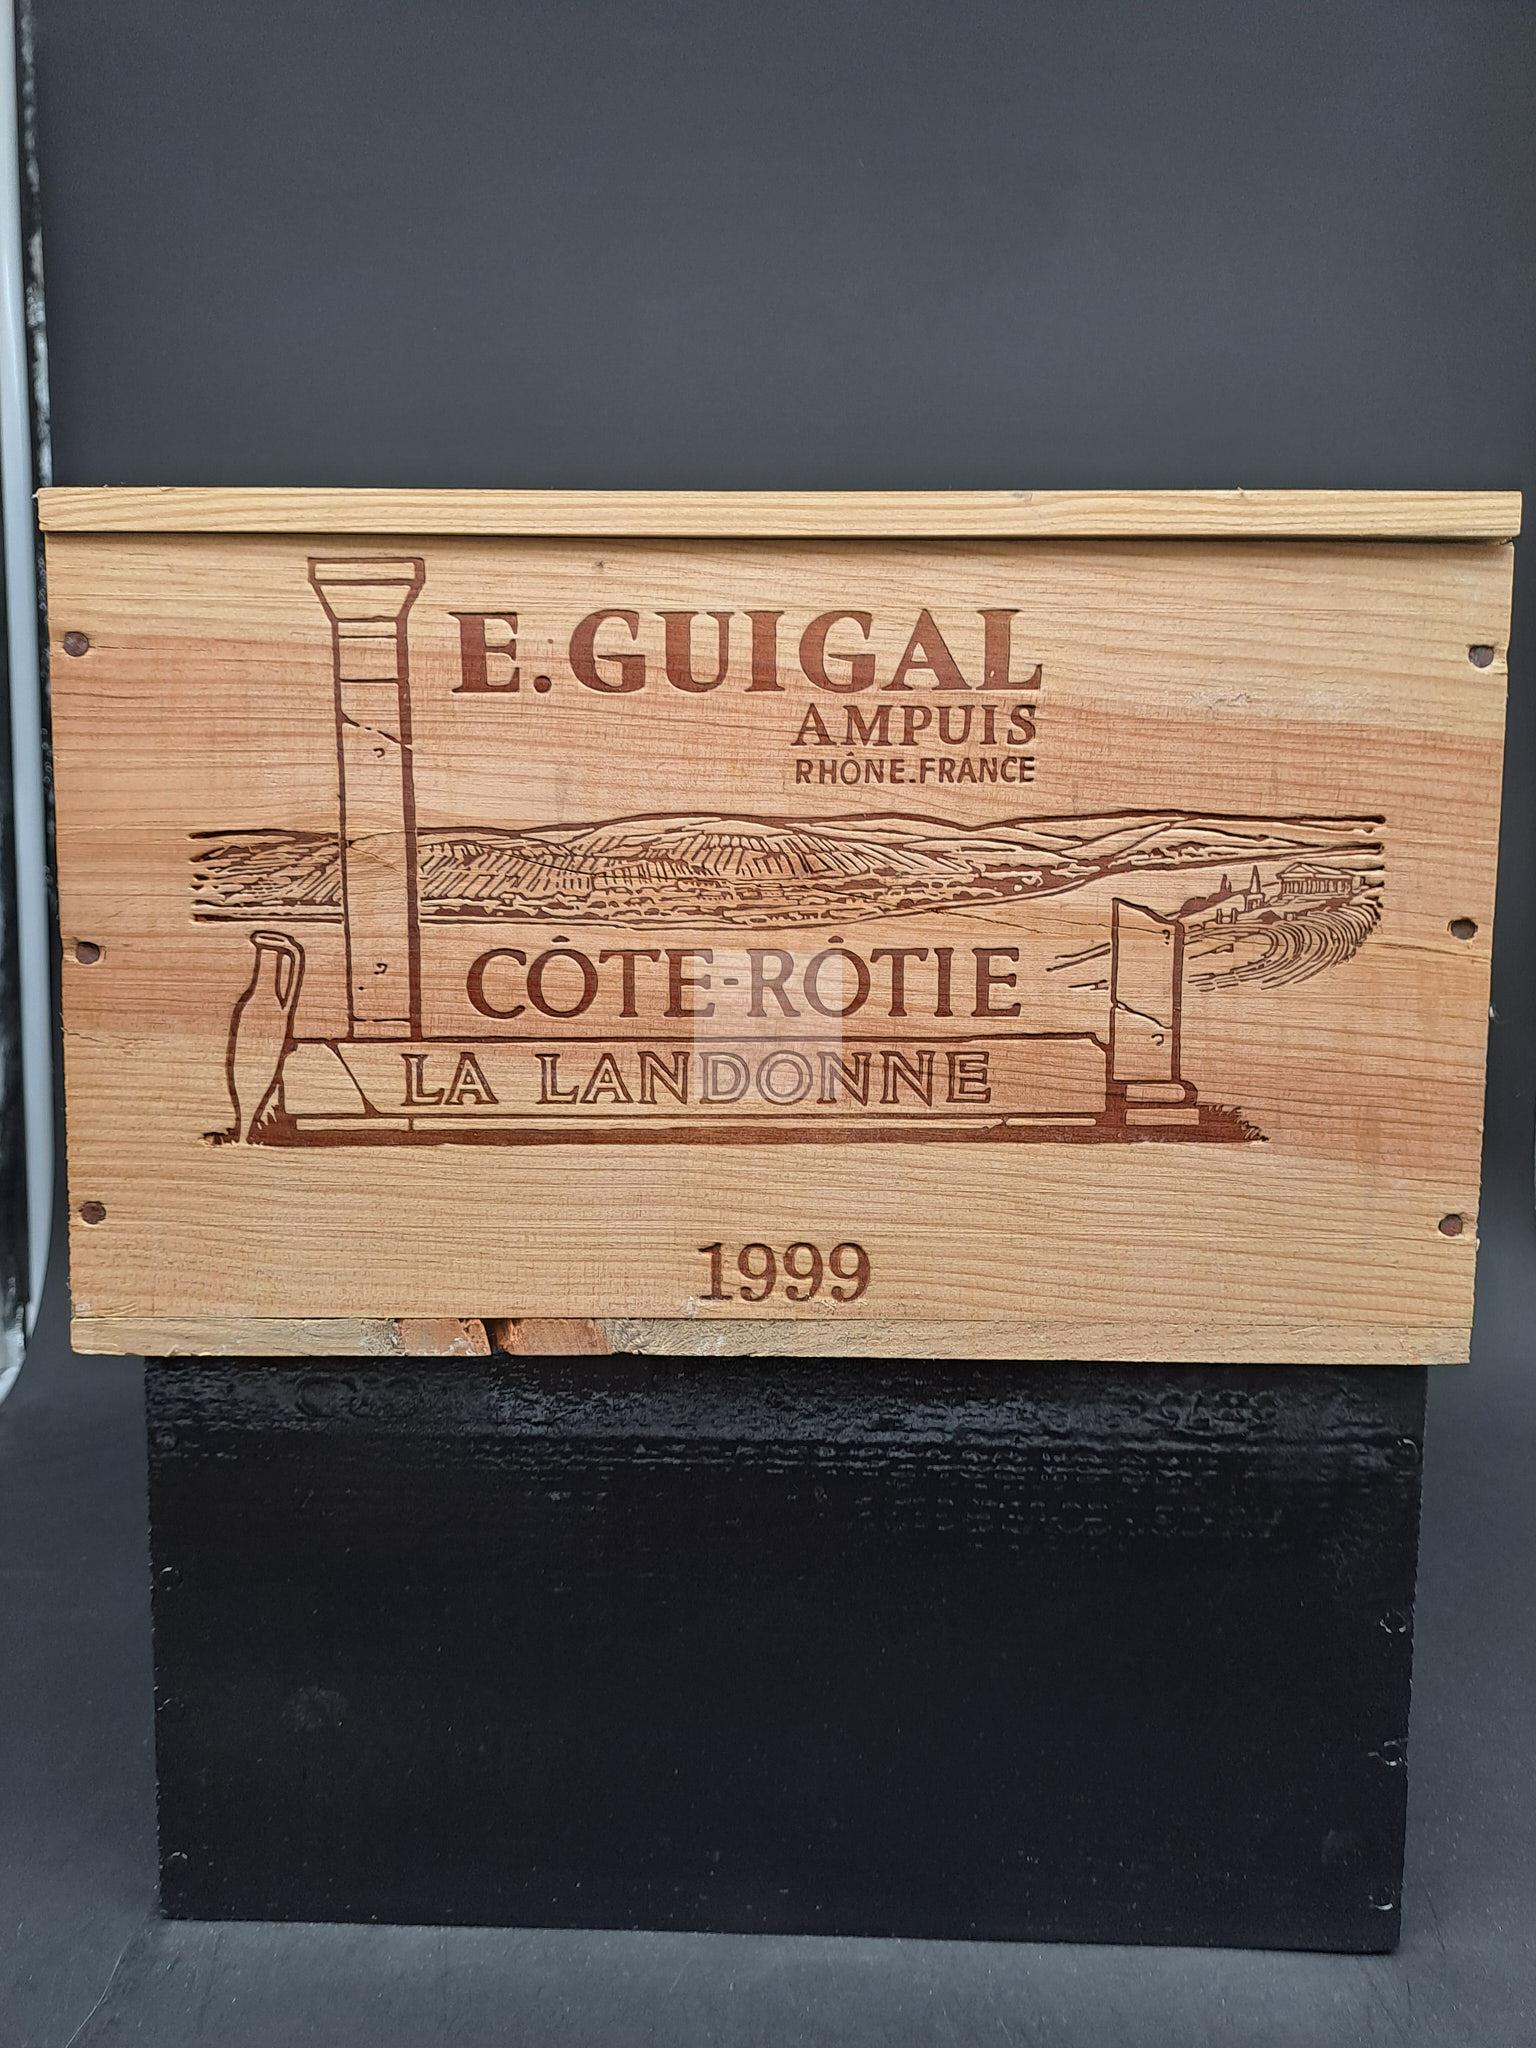 E. GUIGAL
AMPUIS
RHÔNE-FRANCE
CÔTE-RÔTIE
LA LANDONNE
1999